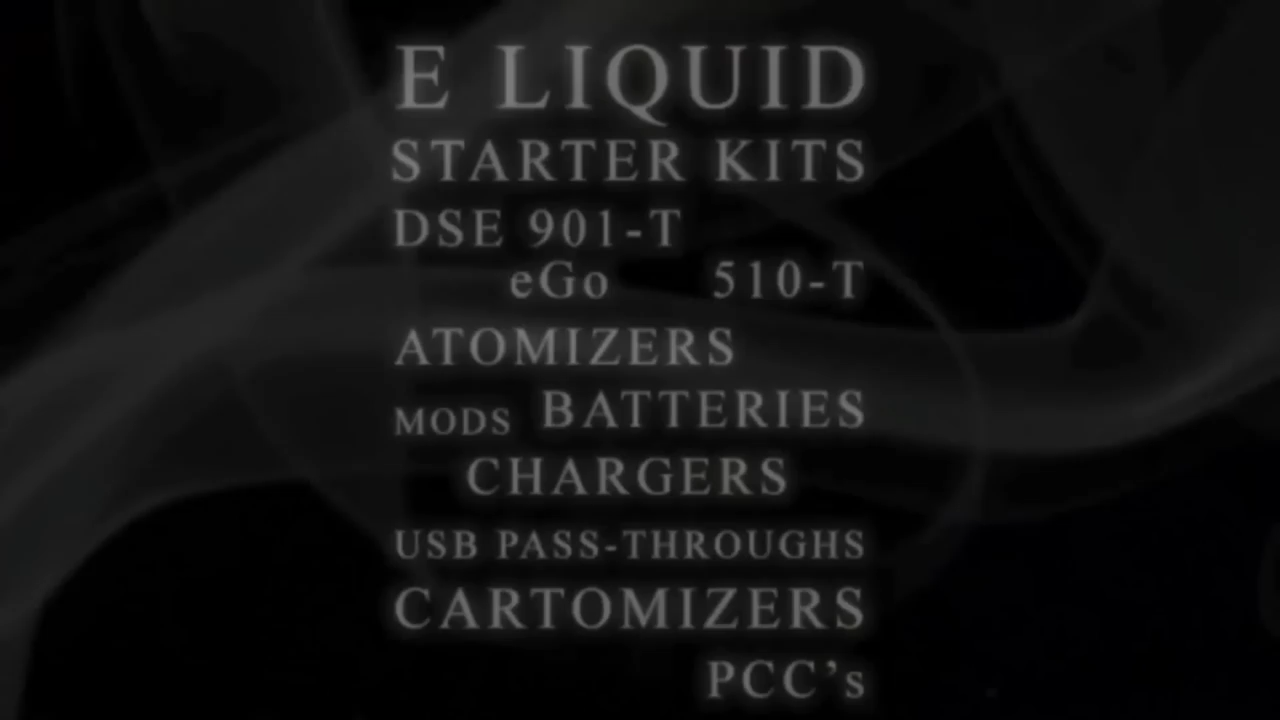 E LIQUID
STARTER KITS
DSE 901-T
eGo 510-T
ATOMIZERS
MODS BATTERIES
CHARGERS
USB PASS-THROUGHS
CARTOMIZERS
PCC's